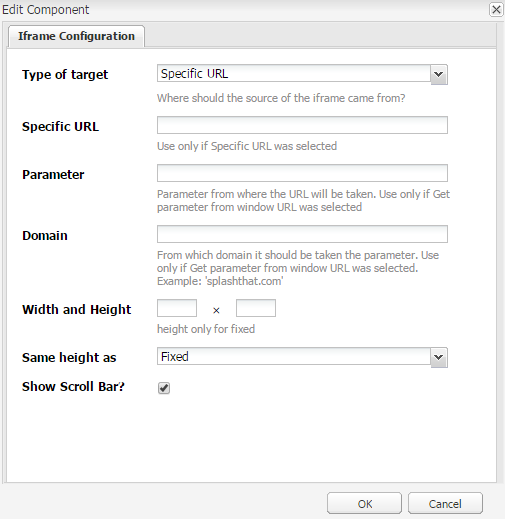 Edit Component
Iframe Configuration
Type of target
Specific URL
Where should the source of the iframe came from?
Specific URL
Use only if Specific URL was selected
Parameter
Parameter from where the URL will be taken. Use only if Get
parameter from window URL was selected
Domain
From which domain it should be taken the parameter. Use
only if Get parameter from window URL was selected.
Example: 'splashthat.com'
Width and Height ×
height only for fixed
Same height as
Fixed
Show Scroll Bar?
OK Cancel